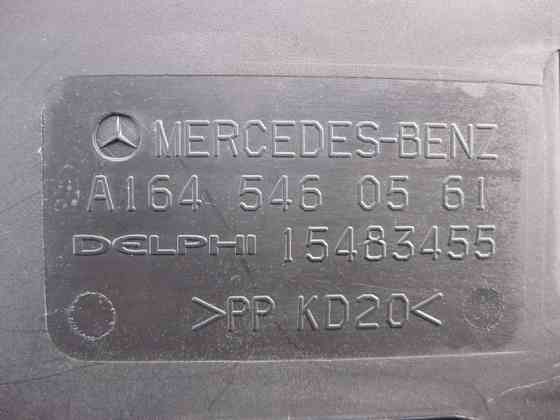 MERCEDES-BENZ
A164 546 05 61
DELPHI 15483455
>PP KD20<